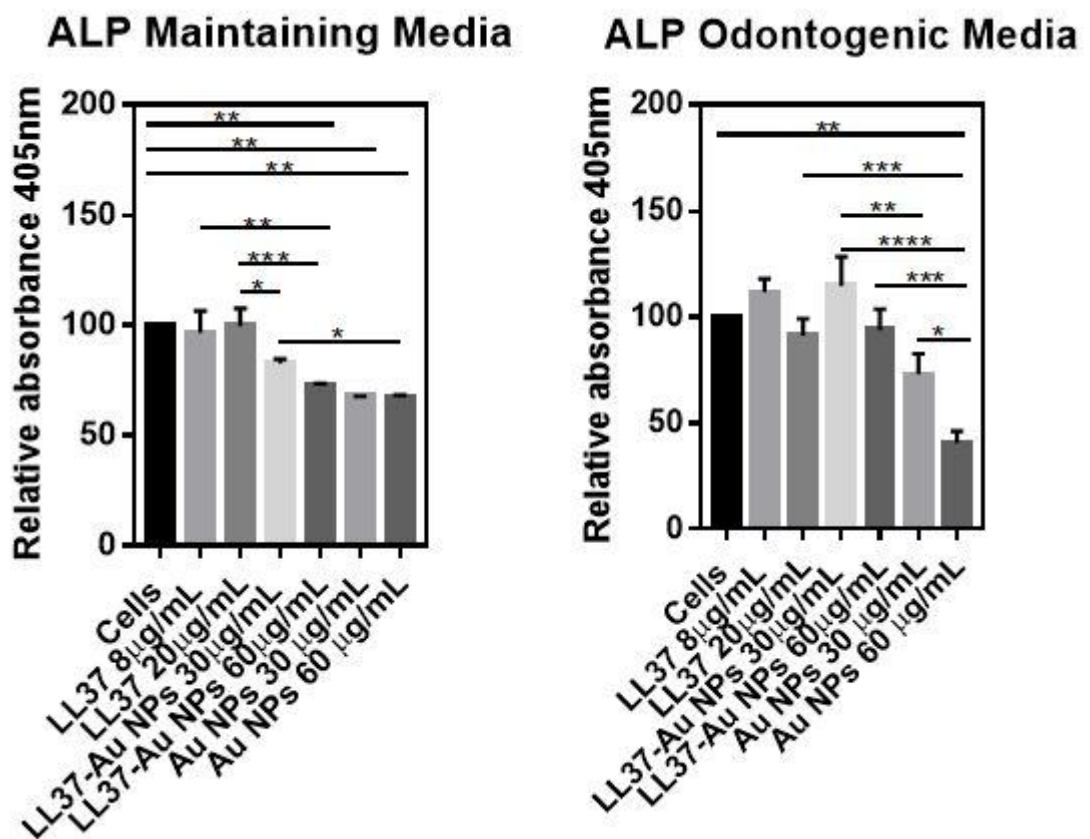 ALP Maintaining Media
Relative absorbance 405nm
200
150
100
50
0
**
**
**
**
***
*
*
Cells
LL37 8μg/mL
LL37 20μg/mL
LL37-Au NPs 30μg/mL
LL37-Au NPs 60μg/mL
Au NPs 30 μg/mL
Au NPs 60 μg/mL
ALP Odontogenic Media
Relative absorbance 405nm
200
150
100
50
0
**
***
**
****
***
*
Cells
LL37 8μg/mL
LL37 20μg/mL
LL37-Au NPs 30μg/mL
LL37-Au NPs 60μg/mL
Au NPs 30 μg/mL
Au NPs 60 μg/mL